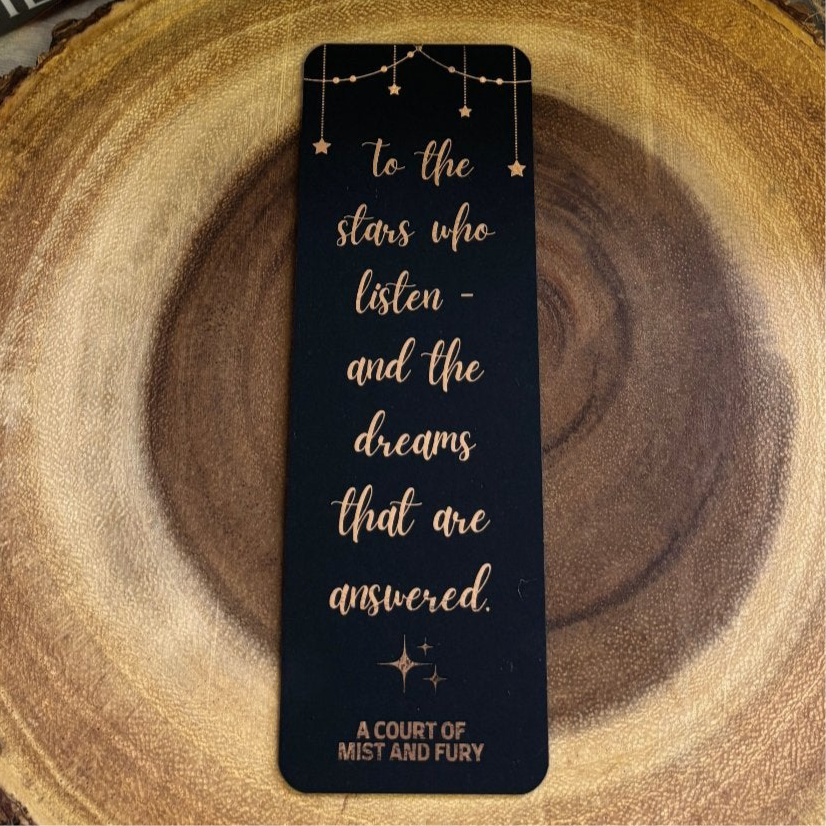 To the
stars who
listen -
and the
dreams
that are
answered.
A COURT OF
MIST AND FURY